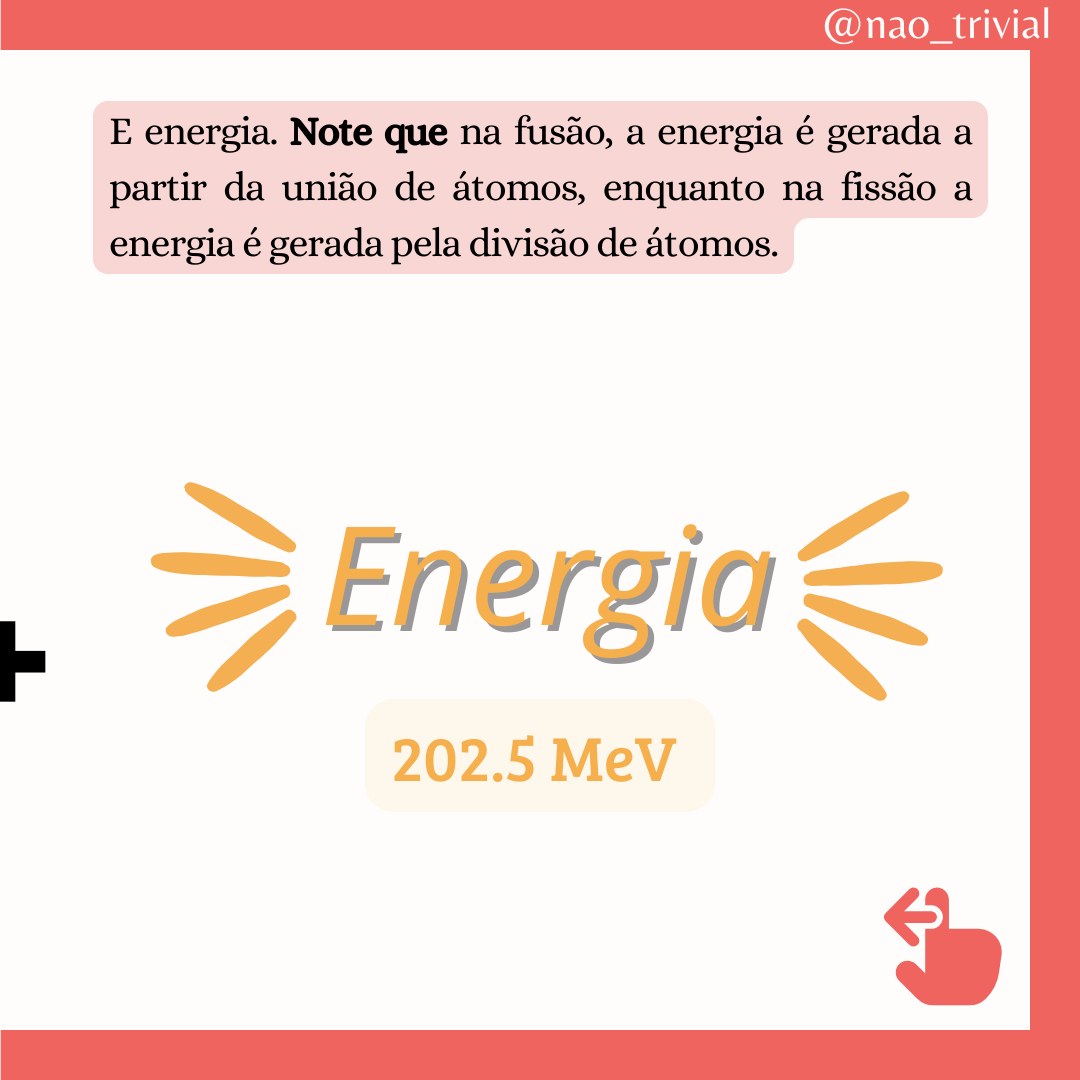 @nao_trivial
E energia. Note que na fusão, a energia é gerada a
partir da união de átomos, enquanto na fissão a
energia é gerada pela divisão de átomos.
Energia
202.5 MeV